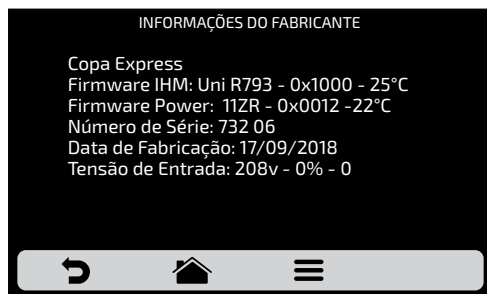 INFORMAÇÕES DO FABRICANTE
Copa Express
Firmware IHM: Uni R793 - 0x1000 - 25°C
Firmware Power: 11ZR - 0x0012 -22°C
Número de Série: 732 06
Data de Fabricação: 17/09/2018
Tensão de Entrada: 208v - 0% - 0